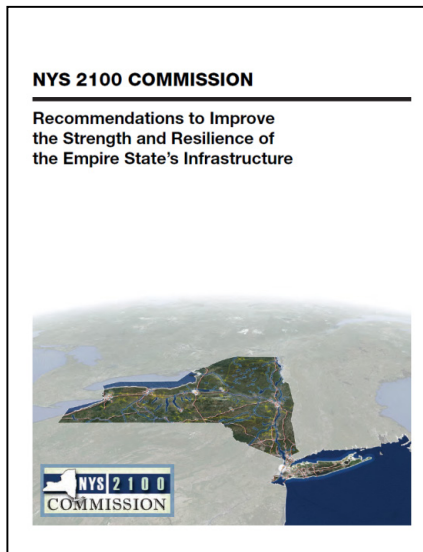 NYS 2100 COMMISSION
Recommendations to Improve
the Strength and Resilience of
the Empire State's Infrastructure
NYS 2100
COMMISSION